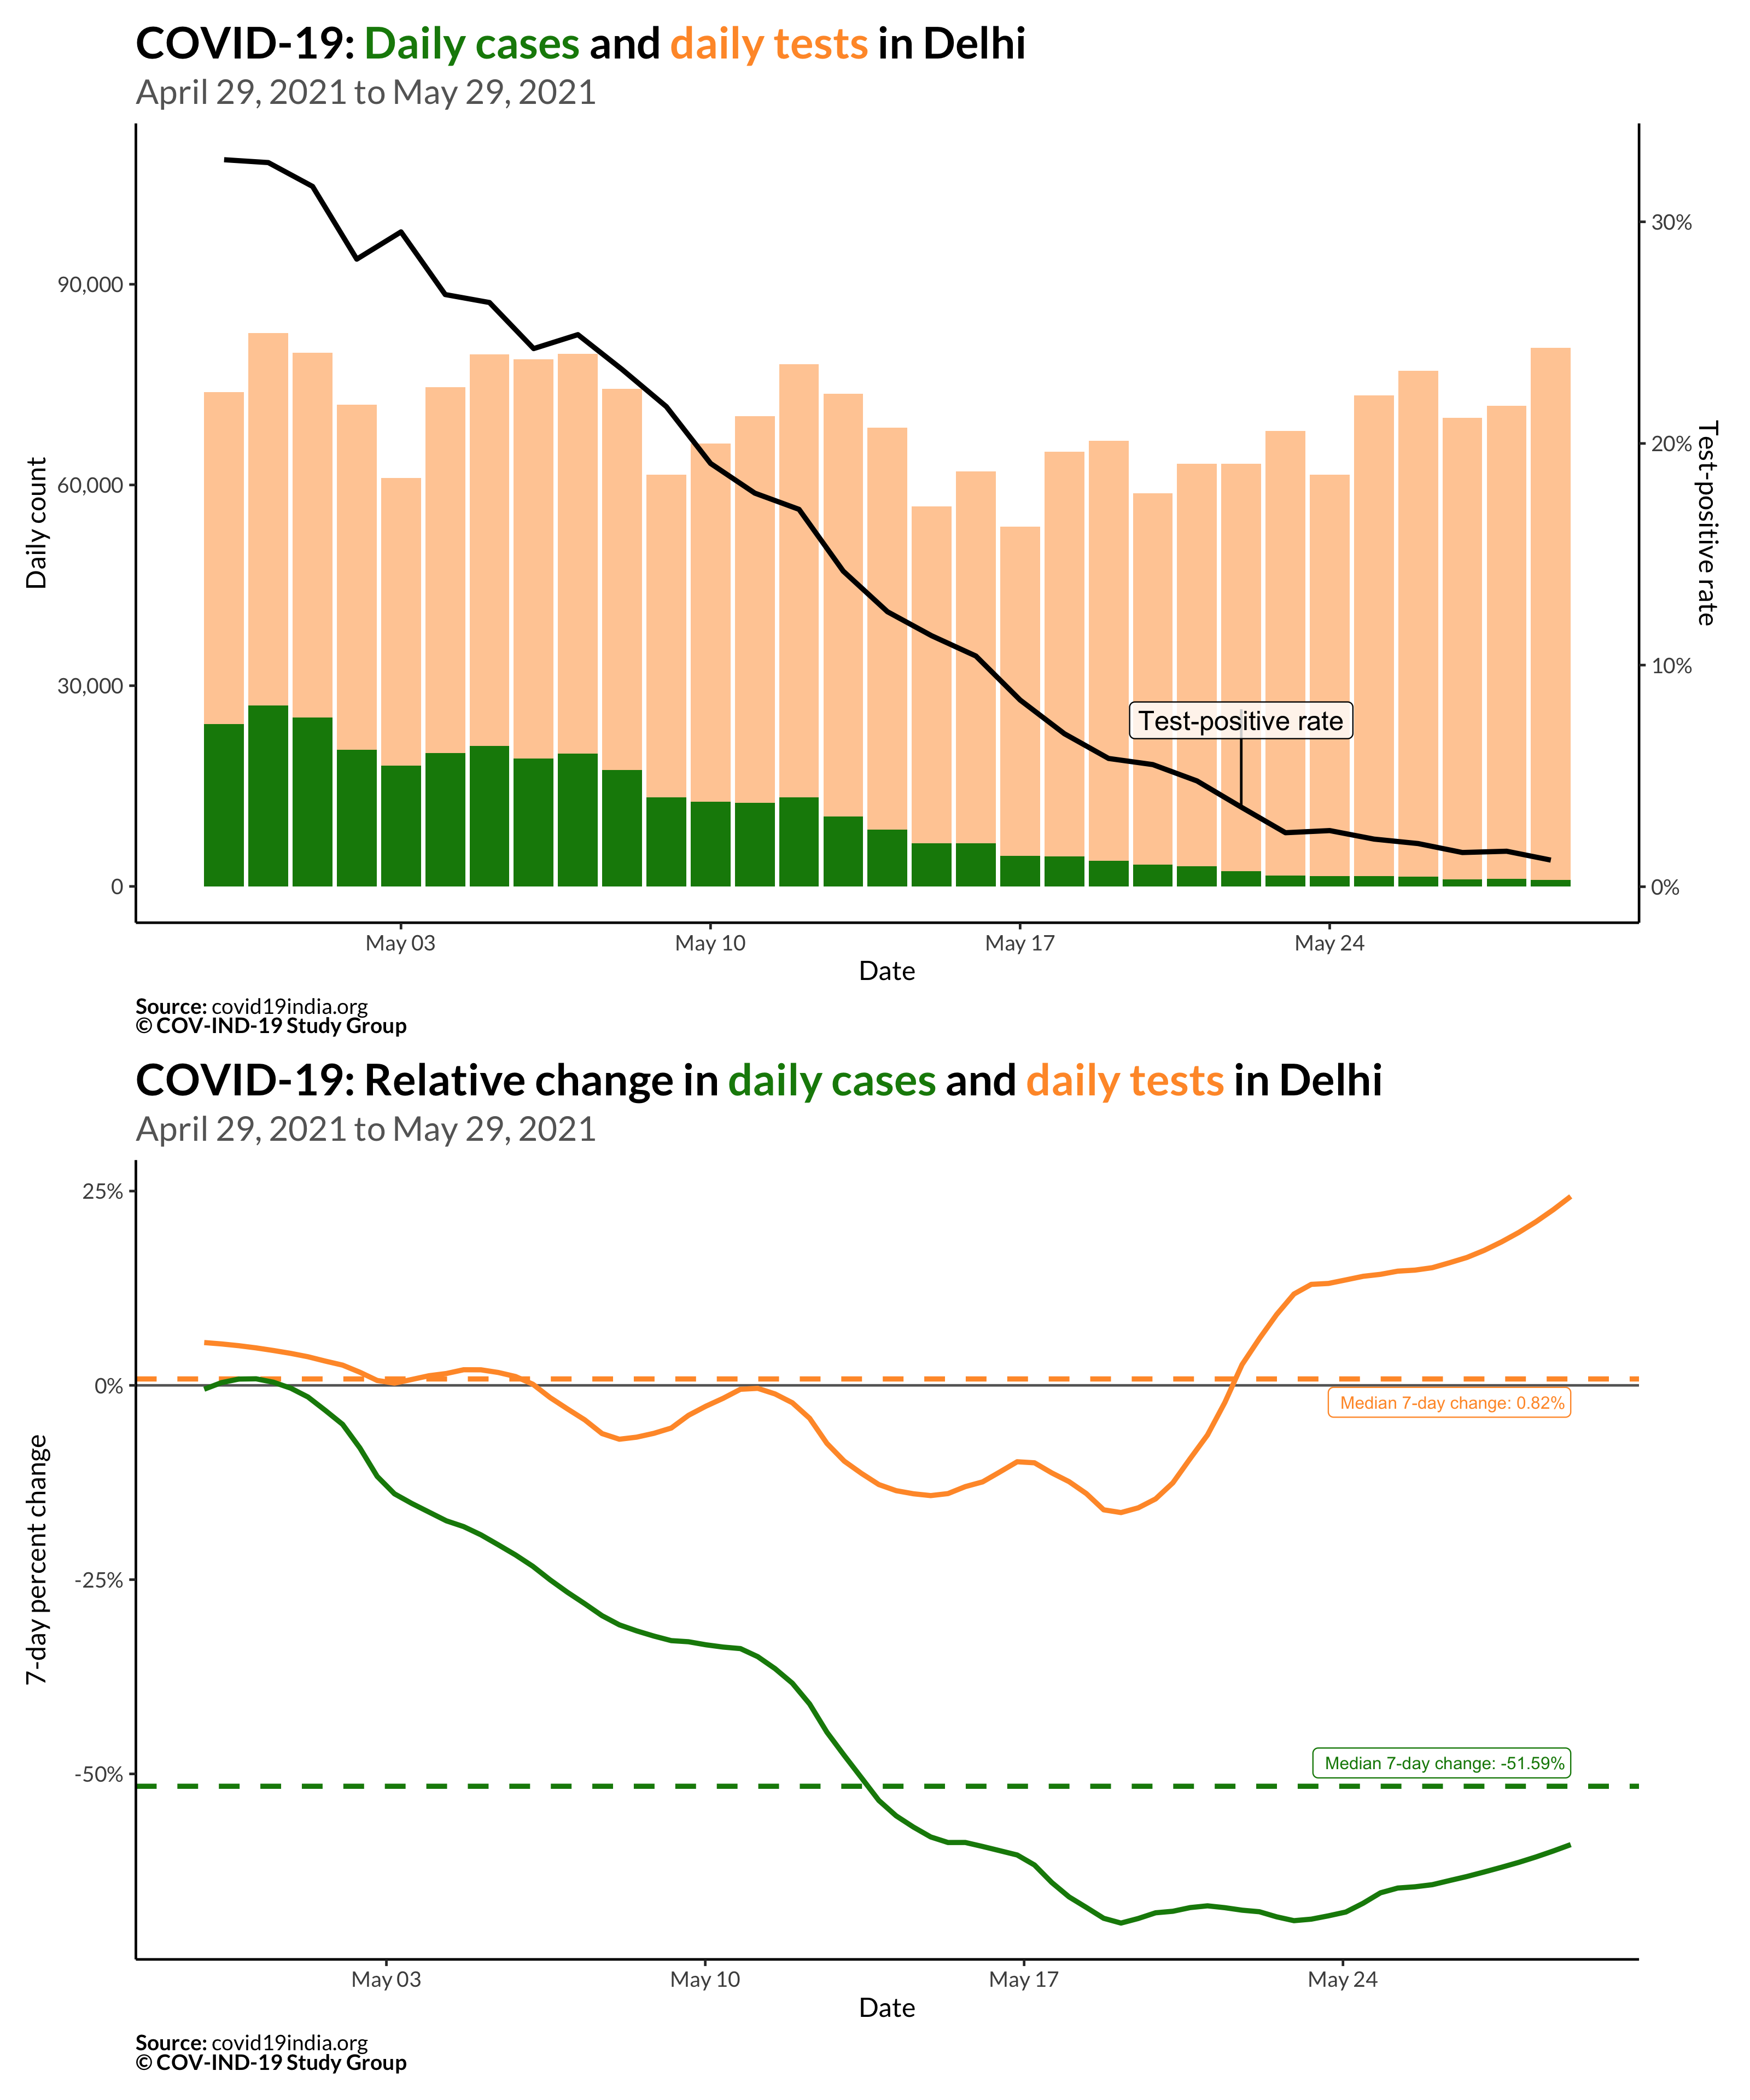 COVID-19: Daily cases and daily tests in Delhi
April 29, 2021 to May 29, 2021
Daily count
90,000
60,000
30,000
0
30%
20%
10%
0%
Test-positive rate
Test-positive rate
May 03
May 10
May 17
May 24
Date
Source: covid19india.org
© COV-IND-19 Study Group
COVID-19: Relative change in daily cases and daily tests in Delhi
April 29, 2021 to May 29, 2021
7-day percent change
25%
0%
-25%
-50%
Median 7-day change: 0.82%
Median 7-day change: -51.59%
May 03
May 10
May 17
May 24
Date
Source: covid19india.org
© COV-IND-19 Study Group